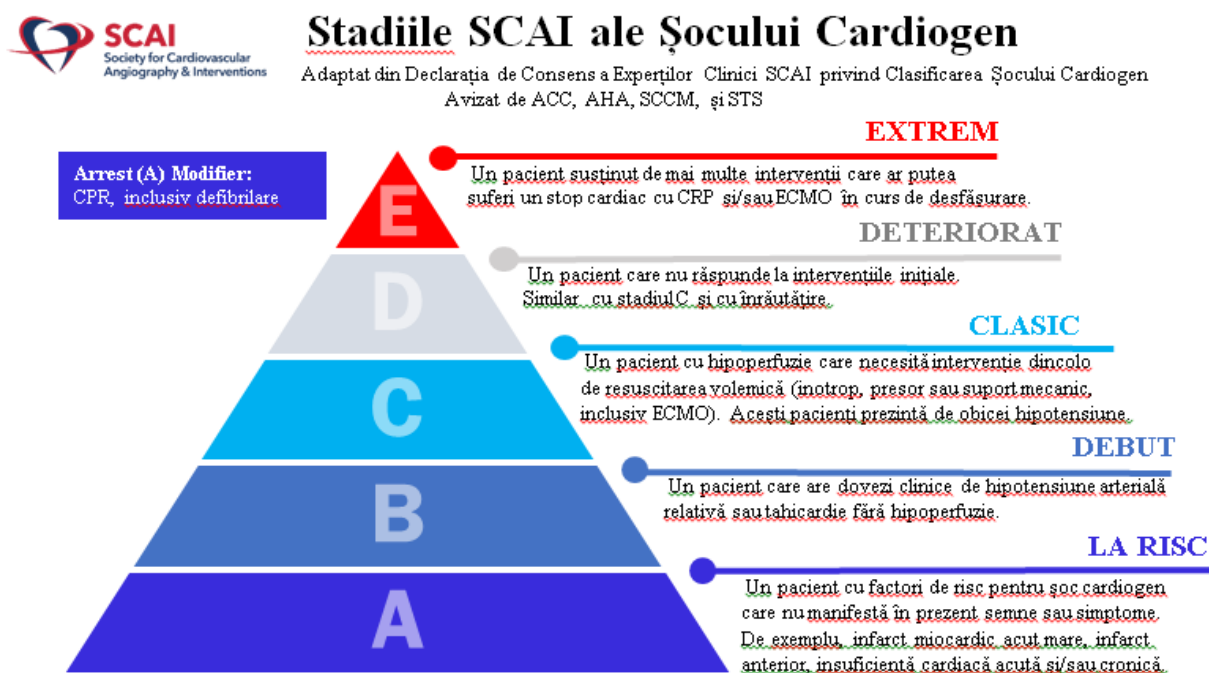 SCAI
Society for Cardiovascular
Angiography & Interventions
Stadiile SCAI ale Șocului Cardiogen
Adaptat din Declarația de Consens a Experților Clinici SCAI privind Clasificarea Șocului Cardiogen
Avizat de ACC, AHA, SCCM, și STS
Arrest (A) Modifier:
CPR, inclusiv defibrilare
E
EXTREM
Un pacient susținut de mai multe intervenții care ar putea
suferi un stop cardiac cu CRP și/sau ECMO în curs de desfășurare.
D
DETERIORAT
Un pacient care nu răspunde la intervențiile inițiale.
Similar cu stadiul C și cu înrăutățire.
C
CLASIC
Un pacient cu hipoperfuzie care necesită intervenție dincolo
de resuscitarea volemică (inotrop, presor sau suport mecanic,
inclusiv ECMO). Acești pacienți prezintă de obicei hipotensiune.
B
DEBUT
Un pacient care are dovezi clinice de hipotensiune arterială
relativă sau tahicardie fără hipoperfuzie.
A
LA RISC
Un pacient cu factori de risc pentru șoc cardiogen
care nu manifestă în prezent semne sau simptome.
De exemplu, infarct miocardic acut mare, infarct
anterior, insuficiență cardiacă acută și/sau cronică.